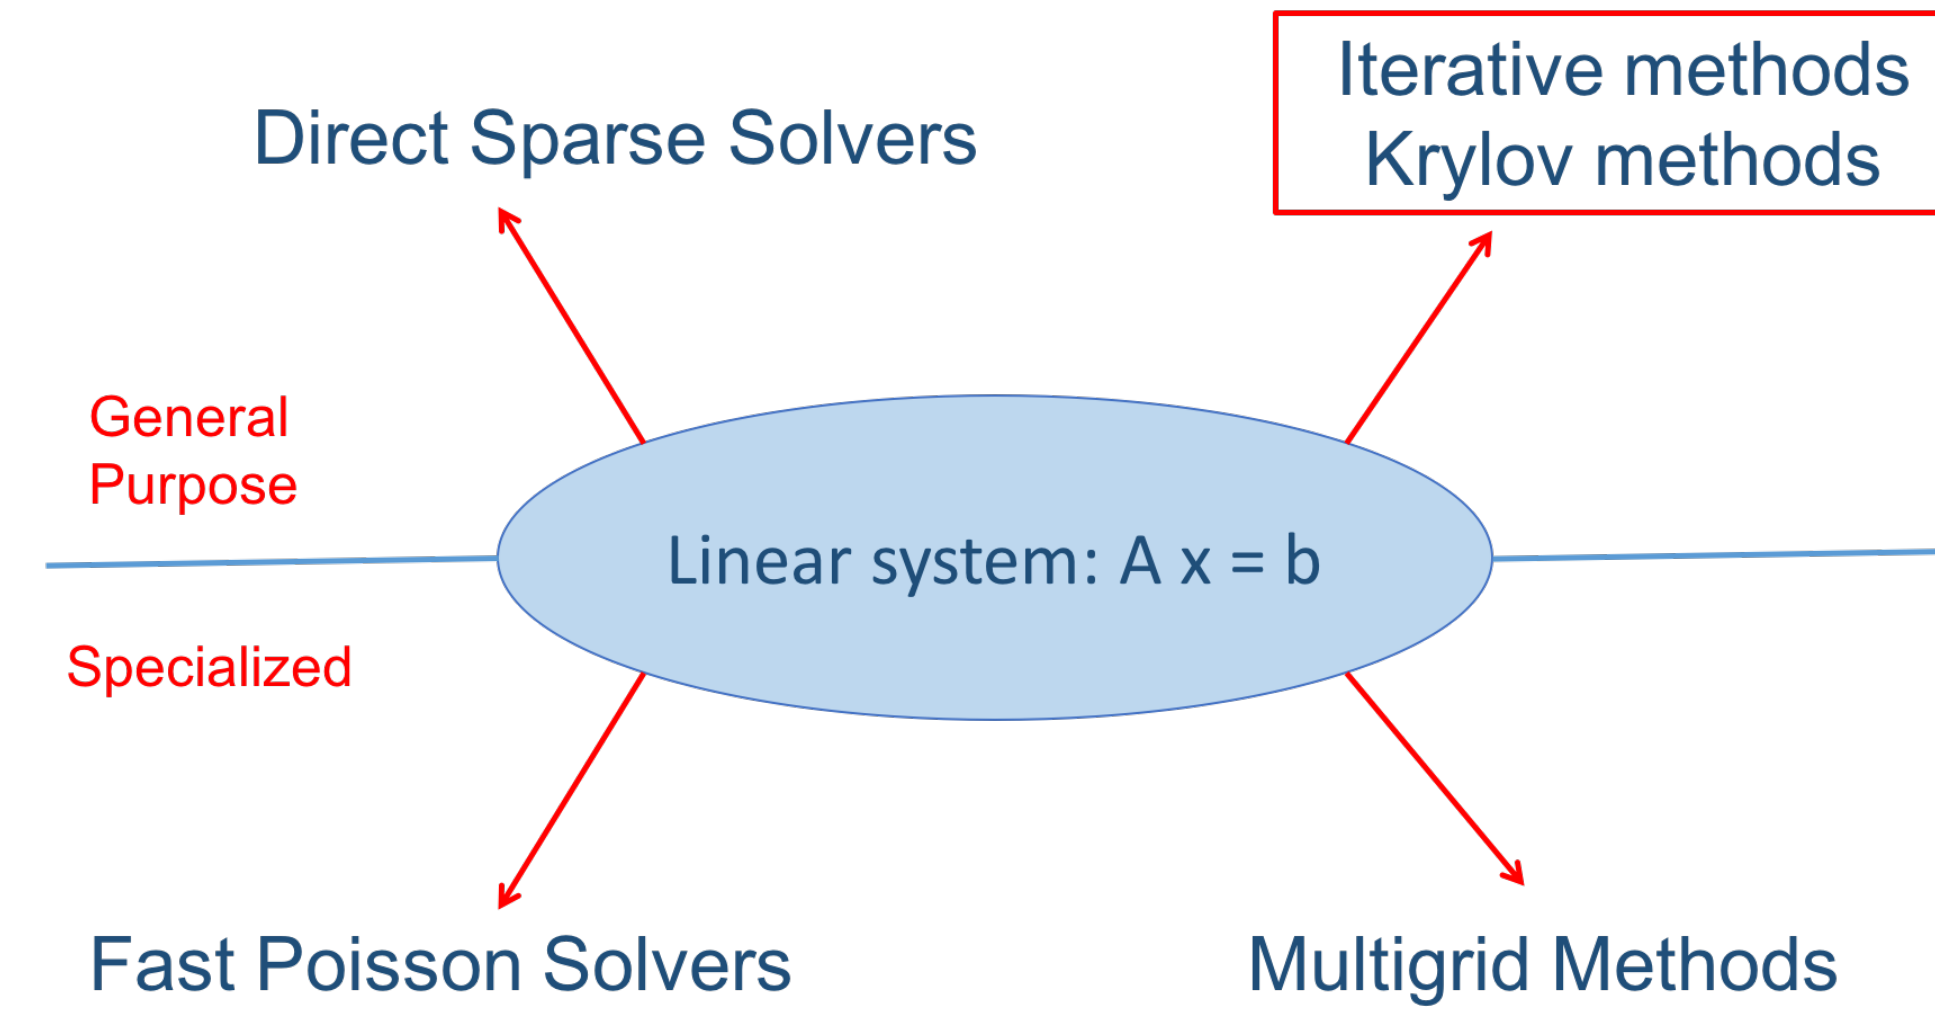 Iterative methods
Krylov methods
Direct Sparse Solvers
General
Purpose
Linear system: A x = b
Specialized
Fast Poisson Solvers
Multigrid Methods